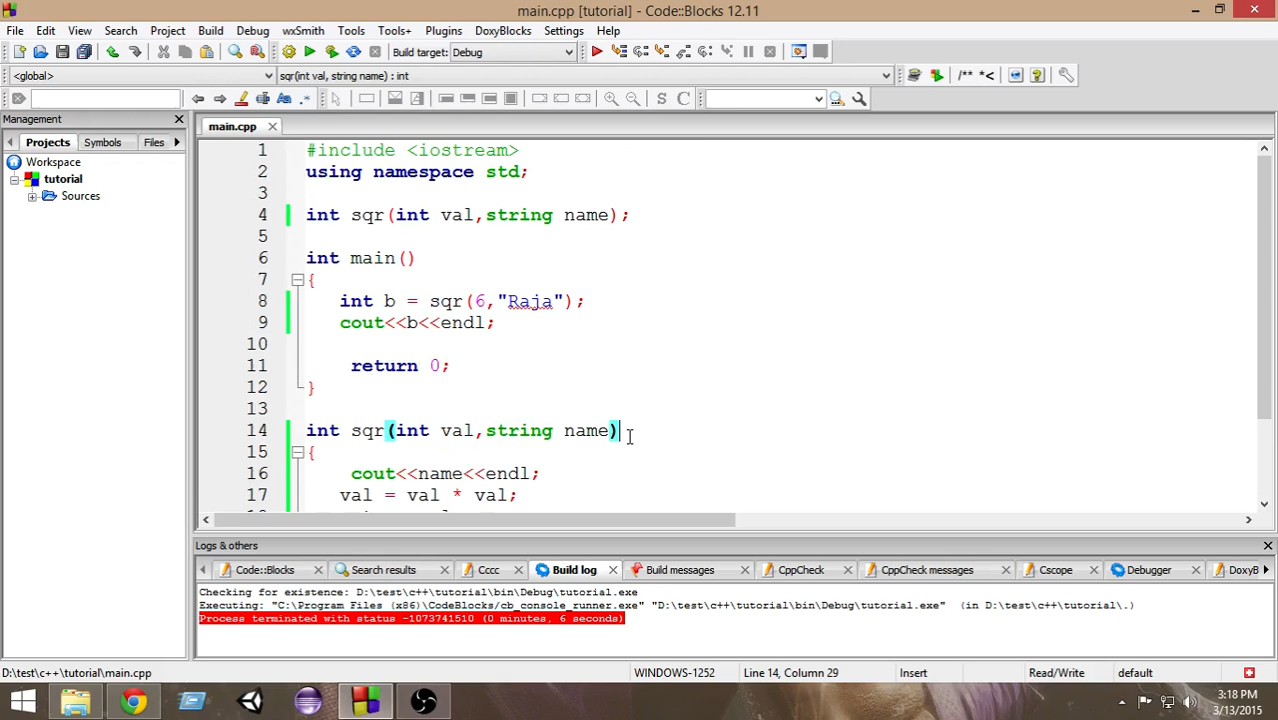 main.cpp [tutorial] - Code::Blocks 12.11
File Edit View Search Project Build Debug wxSmith Tools Tools+ Plugins DoxyBlocks Settings Help
Build target: Debug
<global> sqr(int val, string name) : int /** *<
Management main.cpp
Projects Symbols Files
Workspace
tutorial
Sources
1 #include <iostream>
2 using namespace std;
3
4 int sqr(int val,string name);
5
6 int main()
7 {
8 int b = sqr(6,"Raja");
9 cout<<b<<endl;
10
11 return 0;
12 }
13
14 int sqr(int val,string name)
15 {
16 cout<<name<<endl;
17 val = val * val;
Logs & others
Code::Blocks Search results Cccc Build log Build messages CppCheck CppCheck messages Cscope Debugger DoxyB
Checking for existence: D:\test\c++\tutorial\bin\Debug\tutorial.exe
Executing: "C:\Program Files (x86)\CodeBlocks/cb_console_runner.exe" "D:\test\c++\tutorial\bin\Debug\tutorial.exe" (in D:\test\c++\tutorial\.)
Process terminated with status -1073741510 (0 minutes, 6 seconds)
D:\test\c++\tutorial\main.cpp WINDOWS-1252 Line 14, Column 29 Insert Read/Write default
3:18 PM
3/13/2015